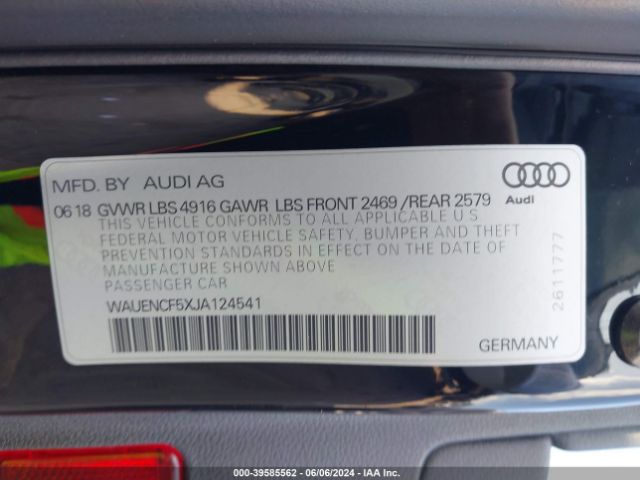 MFD. BY AUDI AG
06 18 GVWR LBS 4916 GAWR LBS FRONT 2469 /REAR 2579
THIS VEHICLE CONFORMS TO ALL APPLICABLE U S
FEDERAL MOTOR VEHICLE SAFETY, BUMPER AND THEFT
PREVENTION STANDARDS IN EFFECT ON THE DATE OF
MANUFACTURE SHOWN ABOVE
PASSENGER CAR
WAUENCF5XJA124541
Audi
2611777
GERMANY
000-39585562 | 06/06/2024 | IAA Inc.